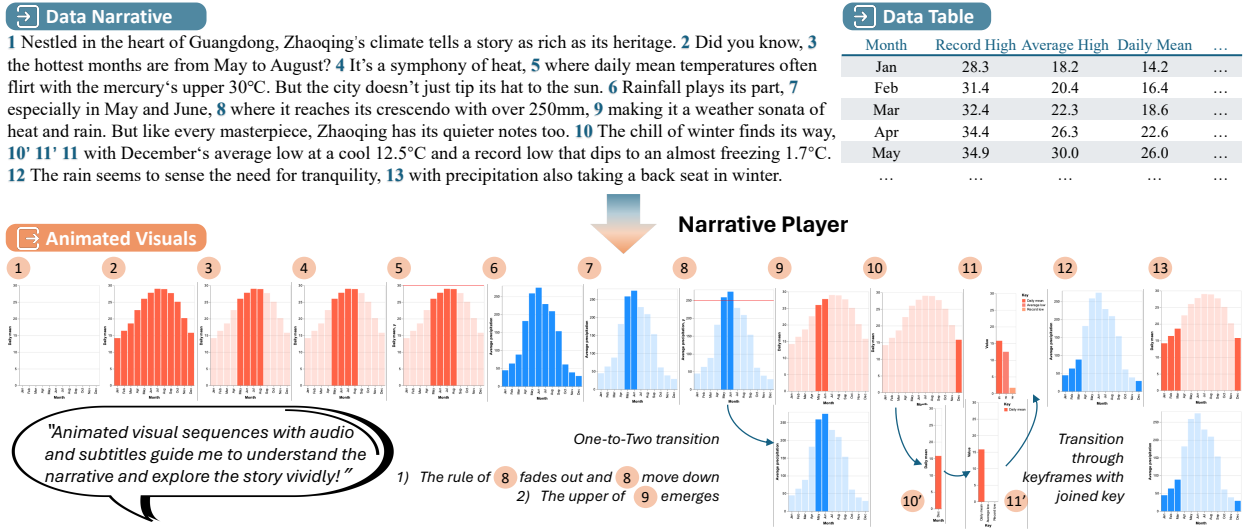 Data Narrative
1 Nestled in the heart of Guangdong, Zhaoqing's climate tells a story as rich as its heritage. 2 Did you know, 3
the hottest months are from May to August? 4 It's a symphony of heat, 5 where daily mean temperatures often
flirt with the mercury's upper 30°C. But the city doesn't just tip its hat to the sun. 6 Rainfall plays its part, 7
especially in May and June, 8 where it reaches its crescendo with over 250mm, 9 making it a weather sonata of
heat and rain. But like every masterpiece, Zhaoqing has its quieter notes too. 10 The chill of winter finds its way,
10' 11' 11 with December's average low at a cool 12.5°C and a record low that dips to an almost freezing 1.7°C.
12 The rain seems to sense the need for tranquility, 13 with precipitation also taking a back seat in winter.
Data Table
Month Record High Average High Daily Mean ...
Jan 28.3 18.2 14.2 ...
Feb 31.4 20.4 16.4 ...
Mar 32.4 22.3 18.6 ...
Apr 34.4 26.3 22.6 ...
May 34.9 30.0 26.0 ...
... ... ... ... ...
Narrative Player
Animated Visuals
1 2 3 4 5 6 7 8 9 10 11 12 13
Key
Daily mean
Average low
Record low
"Animated visual sequences with audio
and subtitles guide me to understand the
narrative and explore the story vividly!"
One-to-Two transition
1) The rule of 8 fades out and 8 move down
2) The upper of 9 emerges
10'
11'
Key
Daily mean
Transition
through
keyframes with
joined key